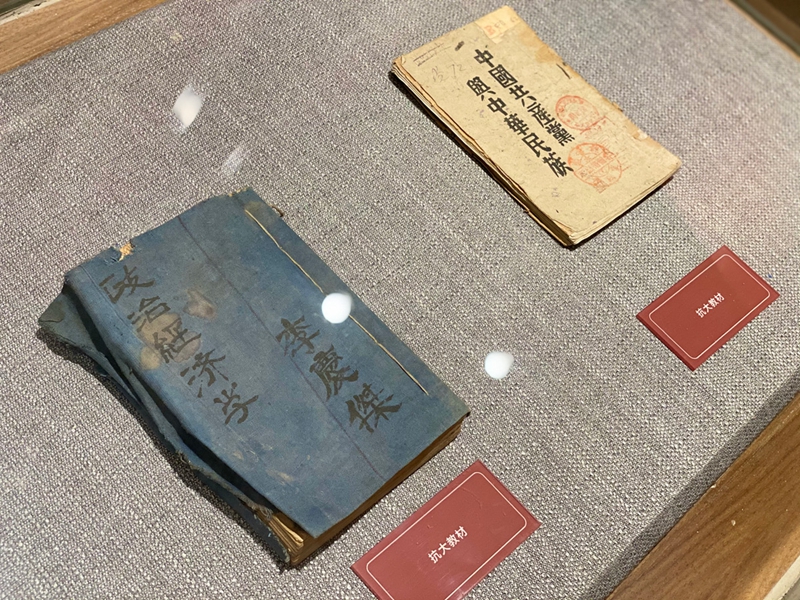 政治經济学
李慶傑
抗大教材
中國共産黨
與中華民族
抗大教材